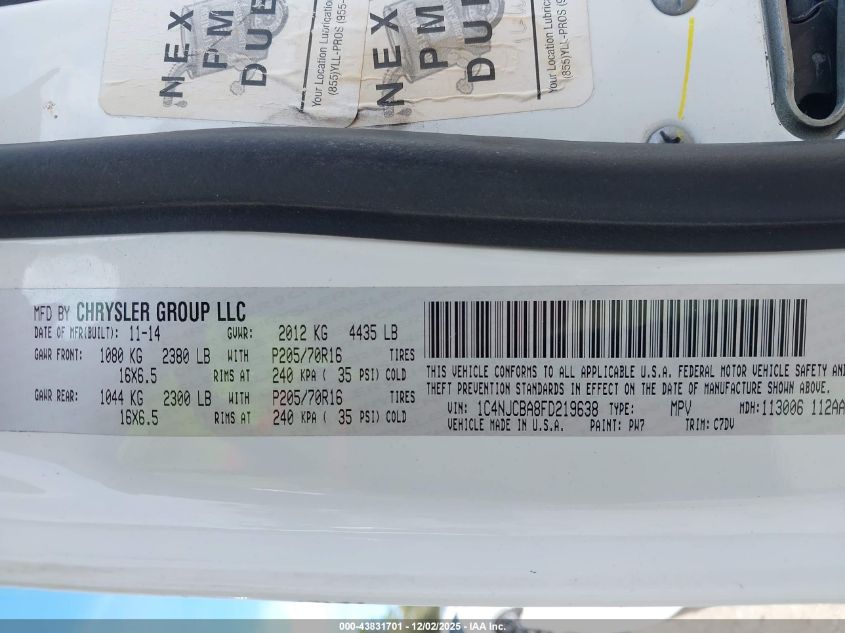 NEX
PM
DUE
Your Location Lubrication
(855)YLL-PROS (955-
NEX
PM
DUE
Your Location Lubrication
(855)YLL-PROS (9
MFD BY CHRYSLER GROUP LLC
DATE OF MFR(BUILT): 11-14 GVWR: 2012 KG 4435 LB
GAWR FRONT: 1080 KG 2380 LB WITH P205/70R16 TIRES
16X6.5 RIMS AT 240 KPA ( 35 PSI) COLD
GAWR REAR: 1044 KG 2300 LB WITH P205/70R16 TIRES
16X6.5 RIMS AT 240 KPA ( 35 PSI) COLD
THIS VEHICLE CONFORMS TO ALL APPLICABLE U.S.A. FEDERAL MOTOR VEHICLE SAFETY AND
THEFT PREVENTION STANDARDS IN EFFECT ON THE DATE OF MANUFACTURE SHOWN ABOVE.
VIN: 1C4NJCBA8FD219638 TYPE: MPV MDH:113006 112AA
VEHICLE MADE IN U.S.A. PAINT: PW7 TRIM: C7DV
000-43831701 - 12/02/2025 - IAA Inc.